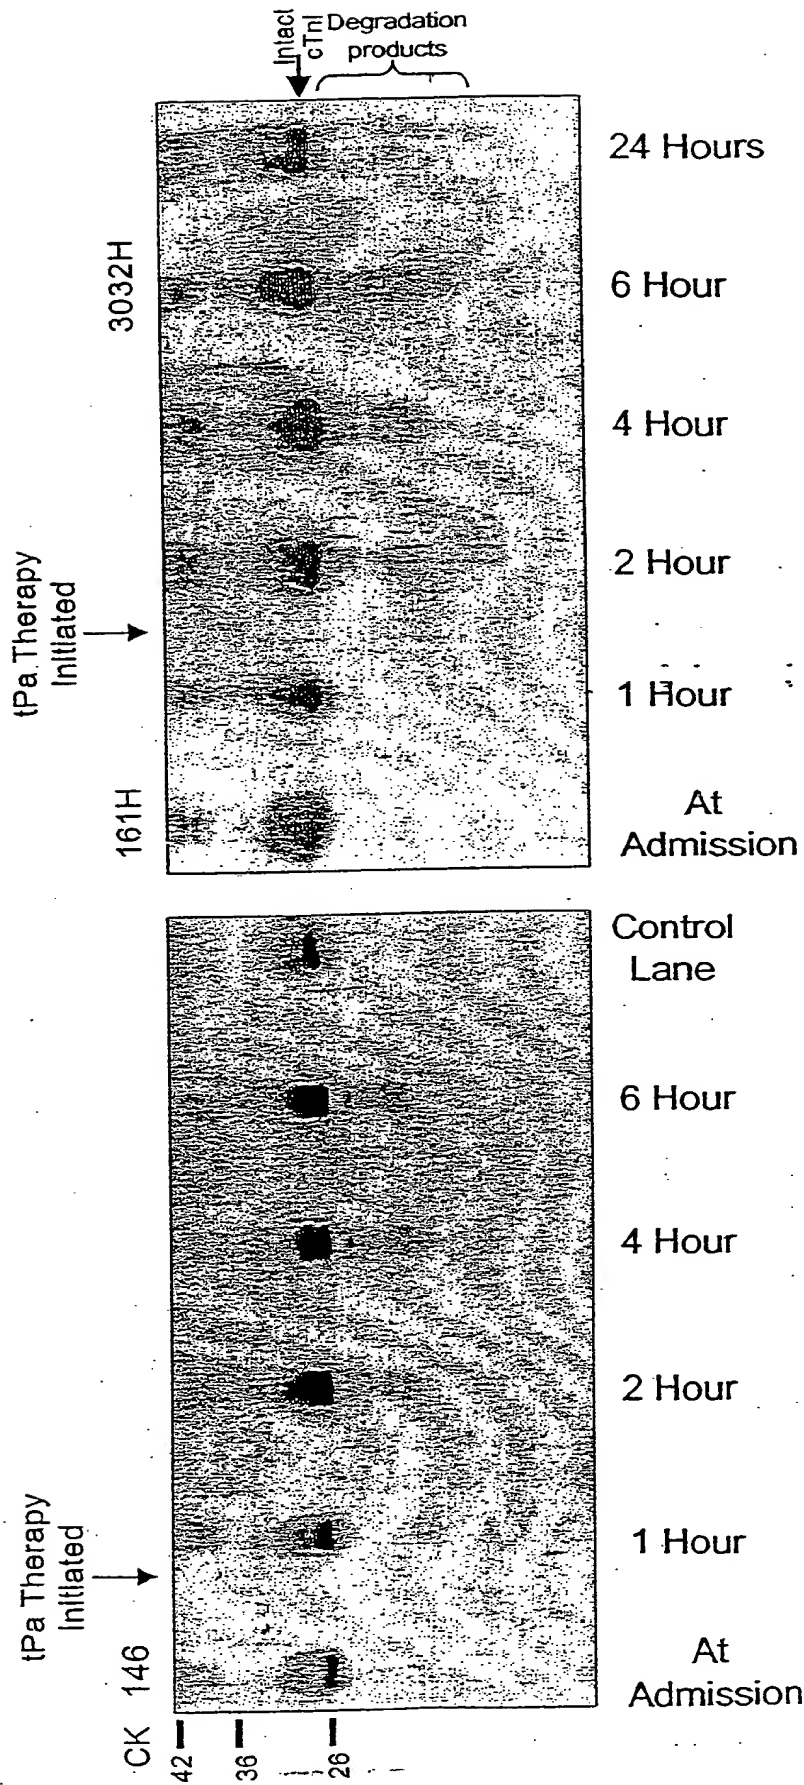 Intact
cTnI
Degradation
products
24 Hours
3032H
6 Hour
4 Hour
2 Hour
tPa Therapy
Initiated
1 Hour
161H
At
Admission
Control
Lane
6 Hour
4 Hour
2 Hour
tPa Therapy
Initiated
1 Hour
CK 146
At
Admission
42
36
26